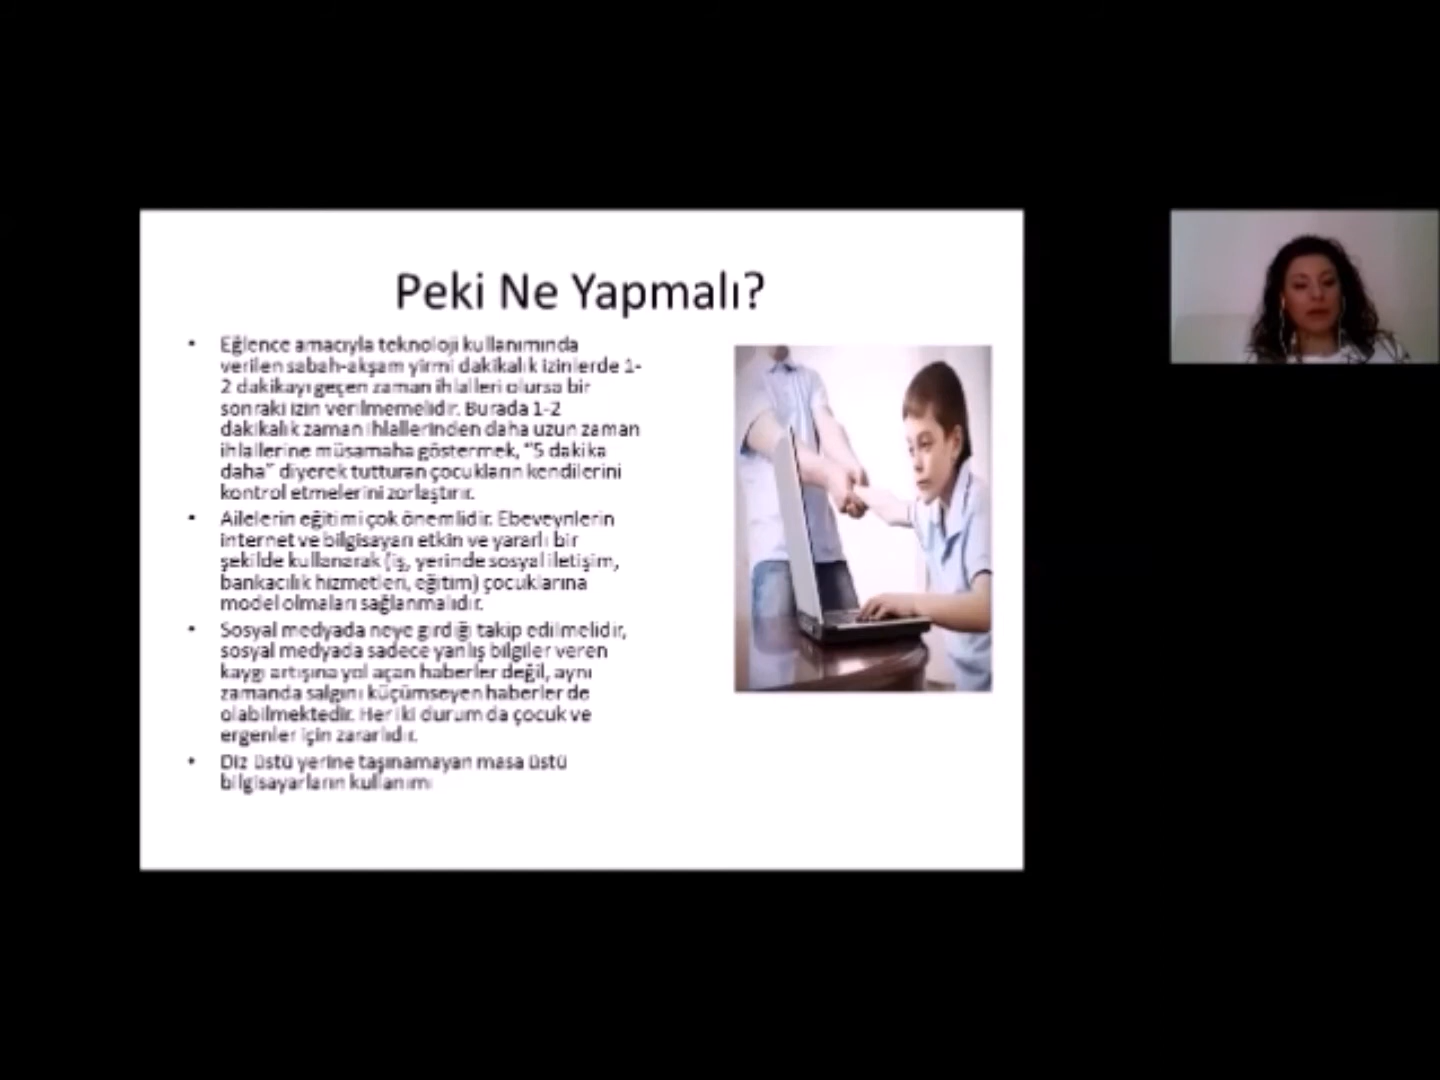 Peki Ne Yapmalı?
• Eğlence amacıyla teknoloji kullanımında
verilen sabah-akşam yirmi dakikalık izinlerde 1-
2 dakikayı geçen zaman ihlalleri olursa bir
sonraki izin verilmemelidir. Burada 1-2
dakikalık zaman ihlallerinden daha uzun zaman
ihlallerine müsamaha göstermek, "5 dakika
daha" diyerek tutturan çocukların kendilerini
kontrol etmelerini zorlaştırır.
• Ailelerin eğitimi çok önemlidir. Ebeveynlerin
internet ve bilgisayarı etkin ve yararlı bir
şekilde kullanarak (iş, yerinde sosyal iletişim,
bankacılık hizmetleri, eğitim) çocuklarına
model olmaları sağlanmalıdır.
• Sosyal medyada neye girdiği takip edilmelidir,
sosyal medyada sadece yanlış bilgiler veren
kaygı artışına yol açan haberler değil, aynı
zamanda salgını küçümseyen haberler de
olabilmektedir. Her iki durum da çocuk ve
ergenler için zararlıdır.
• Diz üstü yerine taşınamayan masa üstü
bilgisayarların kullanımı